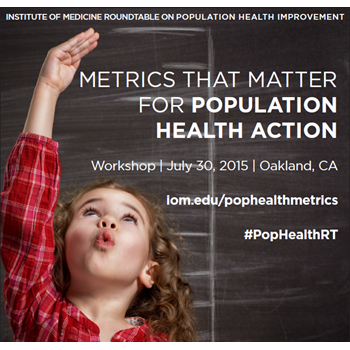 INSTITUTE OF MEDICINE ROUNDTABLE ON POPULATION HEALTH IMPROVEMENT
METRICS THAT MATTER
FOR POPULATION
HEALTH ACTION
Workshop | July 30, 2015 | Oakland, CA
iom.edu/pophealthmetrics
#PopHealthRT